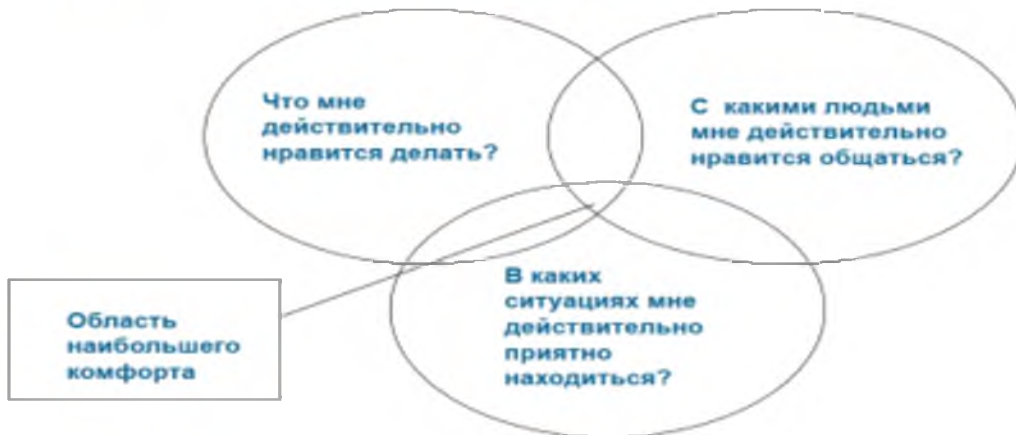 Что мне
действительно
нравится делать?
С какими людьми
мне действительно
нравится общаться?
В каких
ситуациях мне
действительно
приятно
находиться?
Область
наибольшего
комфорта